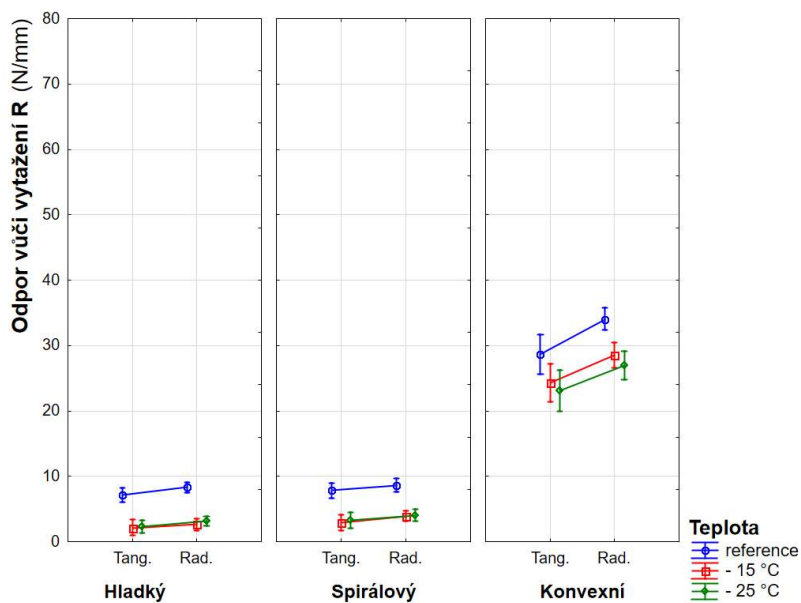 Odpor vůči vytažení R (N/mm)
80
70
60
50
40
30
20
10
0
Tang. Rad. Tang. Rad. Tang. Rad.
Hladký Spirálový Konvexní
Teplota
reference
- 15 °C
- 25 °C